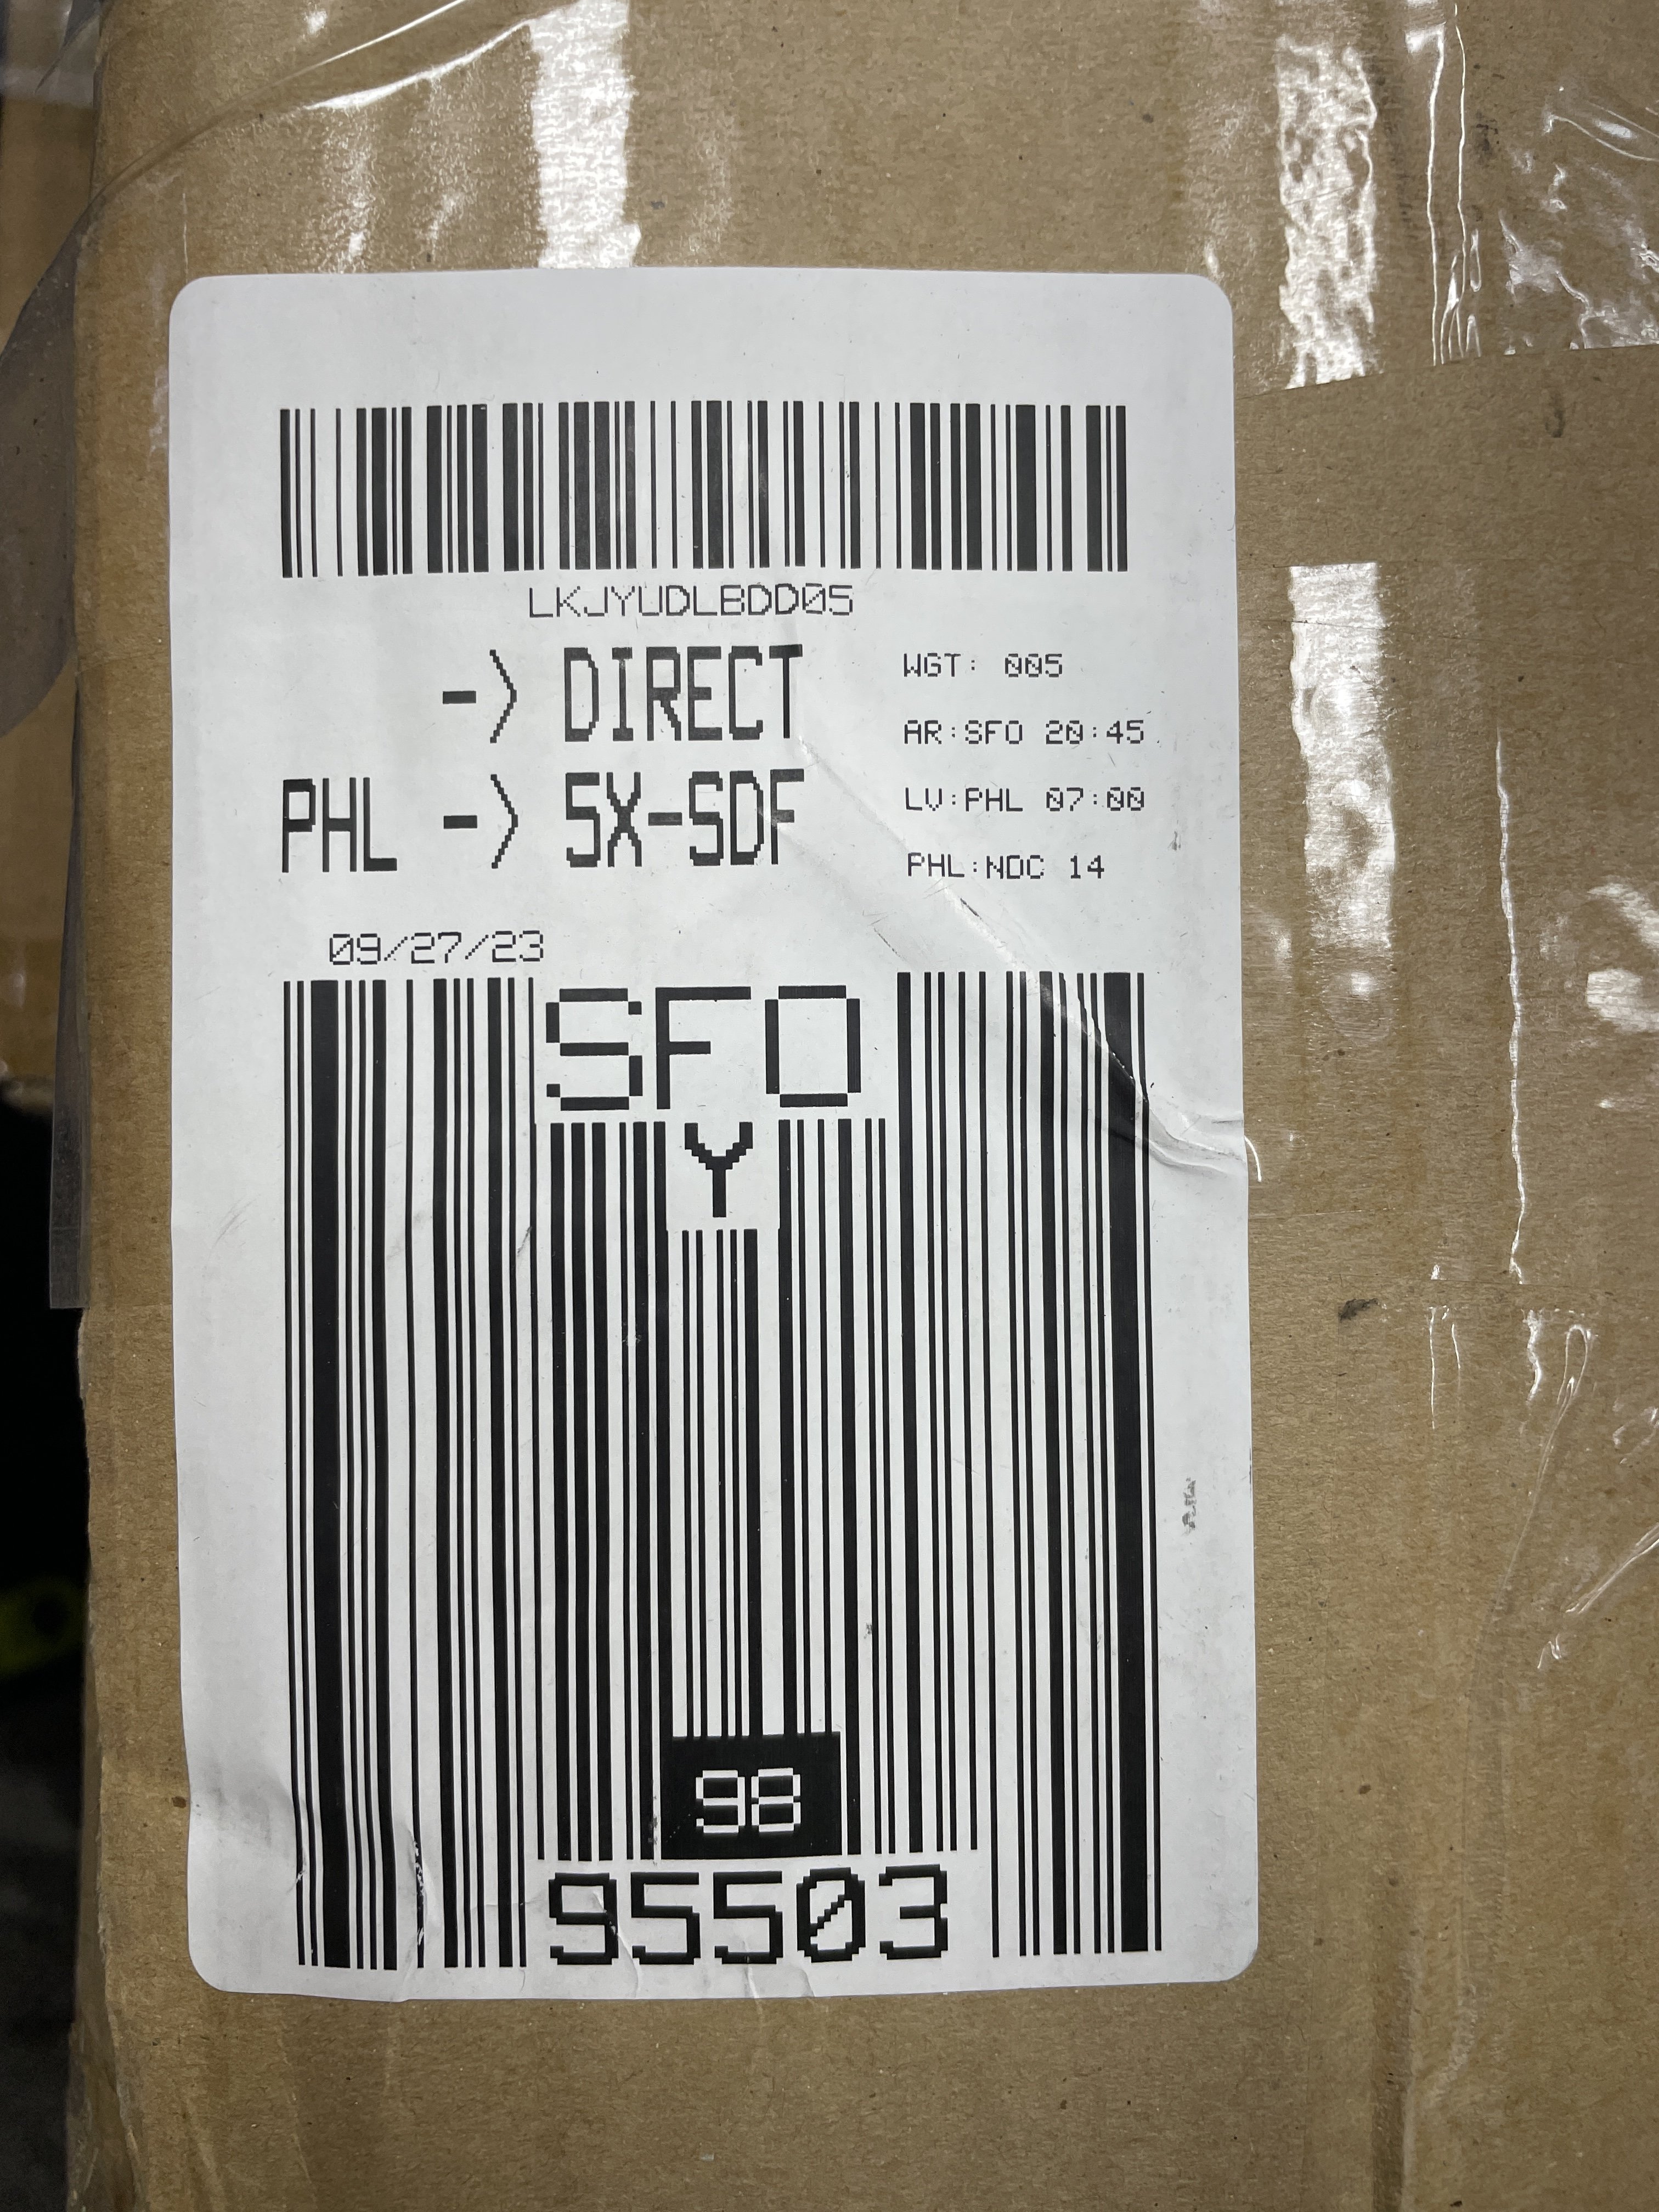 LKJYUDLBDD05
-> DIRECT
PHL -> 5X-SDF
WGT: 005
AR:SFO 20:45
LV:PHL 07:00
PHL:NDC 14
09/27/23
SFO
Y
98
95503